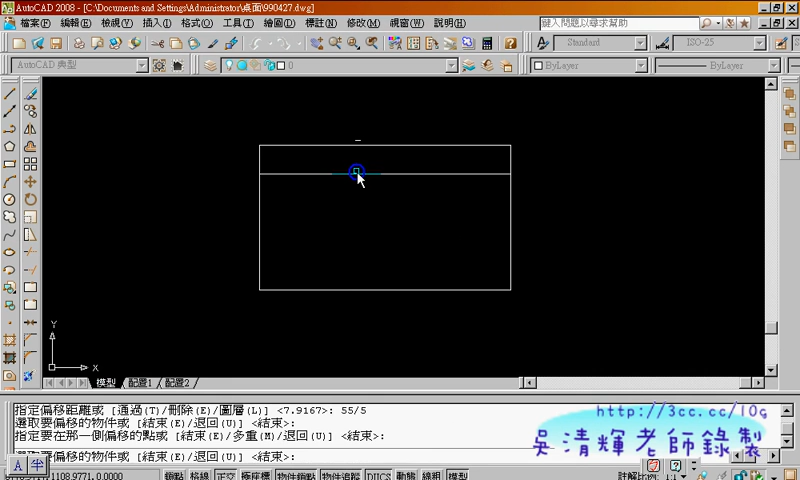 AutoCAD 2008 - [C:\Documents and Settings\Administrator\桌面\990427.dwg]
檔案(F) 編輯(E) 檢視(V) 插入(I) 格式(O) 工具(T) 繪圖(D) 標註(N) 修改(M) 視窗(W) 說明(H) 鍵入問題以尋求幫助
Standard ISO-25
AutoCAD 典型 0 ByLayer ByLayer
Y
X
模型 配置1 配置2
指定偏移距離或 [通過(T)/刪除(E)/圖層(L)] <7.9167>: 55/5
選取要偏移的物件或 [結束(E)/退回(U)] <結束>:
指定要在那一側偏移的點或 [結束(E)/多重(M)/退回(U)] <結束>:
選取要偏移的物件或 [結束(E)/退回(U)] <結束>:
http://3cc.cc/10g
吳清輝老師錄製
A 半
鎖點 格線 正交 極座標 物件鎖點 物件追蹤 DUCS 動態 線粗 模型